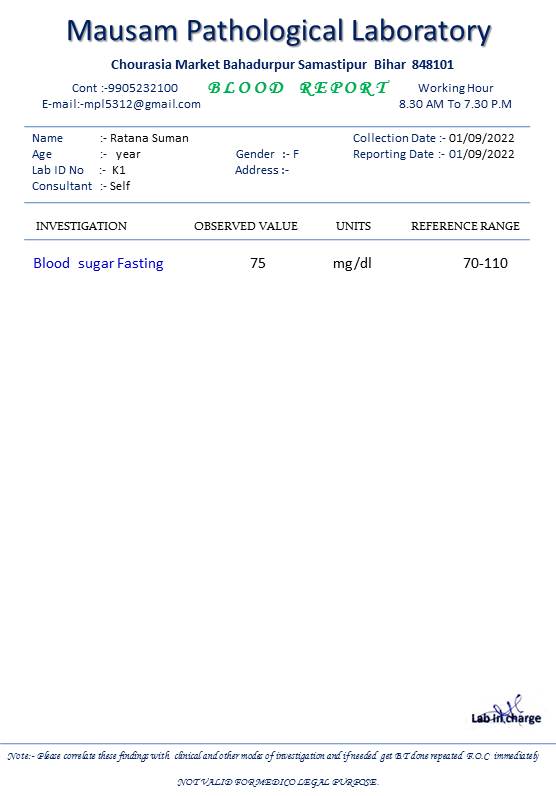 Mausam Pathological Laboratory
Chourasia Market Bahadurpur Samastipur Bihar 848101
Cont :-9905232100 BLOOD REPORT Working Hour
E-mail:-mpl5312@gmail.com 8.30 AM To 7.30 P.M
Name :- Ratana Suman Collection Date :- 01/09/2022
Age :- year Gender :- F Reporting Date :- 01/09/2022
Lab ID No :- K1 Address :-
Consultant :- Self
INVESTIGATION OBSERVED VALUE UNITS REFERENCE RANGE
Blood sugar Fasting 75 mg/dl 70-110
Lab In charge
Note:- Please correlate these findings with clinical and other modes of investigation and if needed get B.T done repeated F.O.C immediately
NOT VALID FOR MEDICO LEGAL PURPOSE.